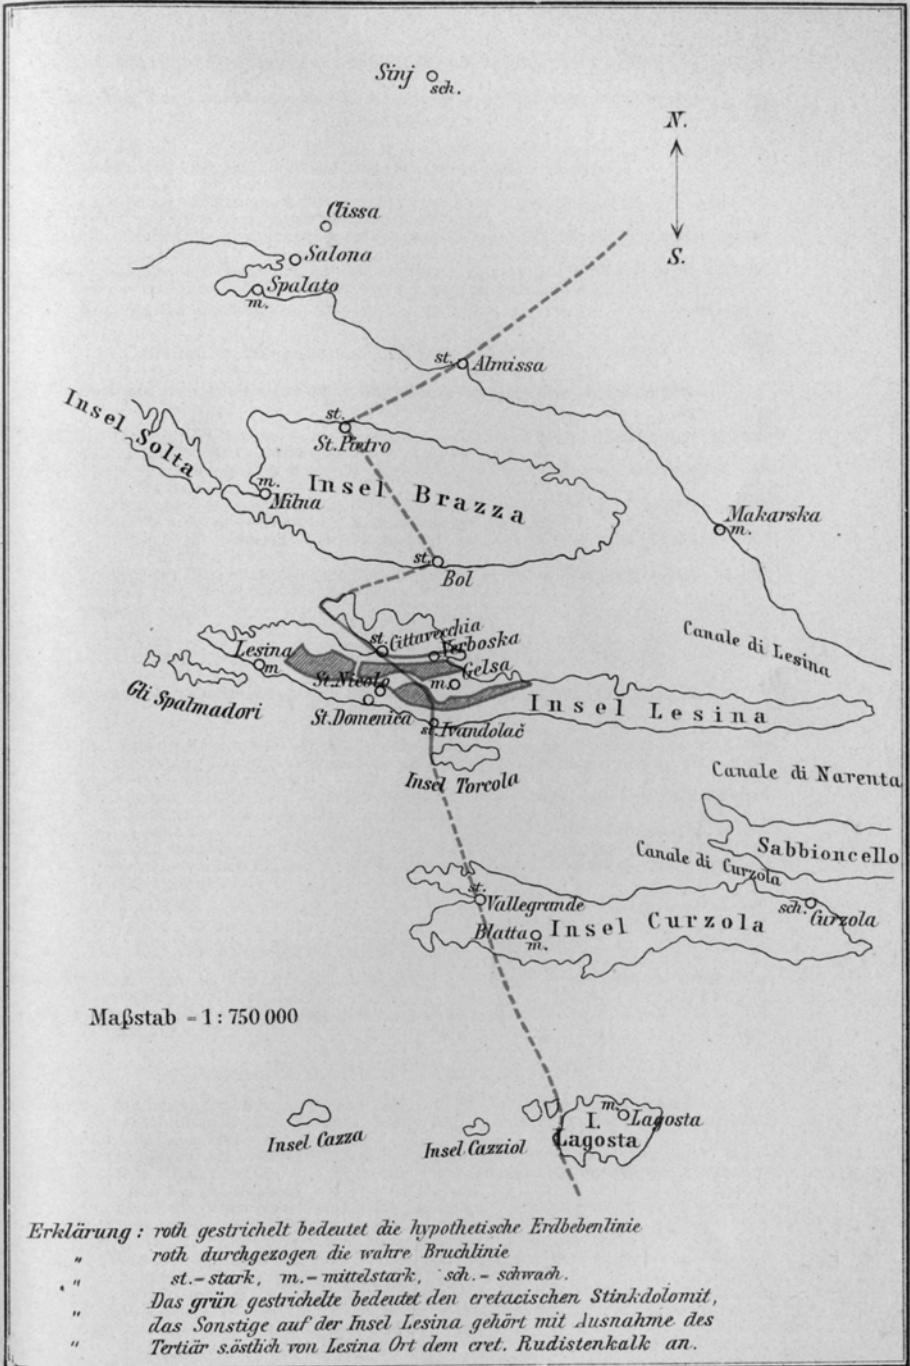 Sinj
sch.
N.
S.
Clissa
Salona
Spalato
m.
st.
Almissa
st.
St. Pietro
Insel Solta
m.
Milna
Insel Brazza
Makarska
m.
st.
Bol
Canale di Lesina
st.
Cittavecchia
Verboska
Lesina
m
Gelsa
m.
St. Nicolo
Gli Spalmadori
St. Domenica
Insel Lesina
st.
Ivandolač
Insel Torcola
Canale di Narenta
Sabbioncello
Canale di Curzola
st.
Vallegrande
sch.
Curzola
Insel Curzola
Blatta
m.
Maßstab = 1 : 750 000
m.
Lagosta
I.
Lagosta
Insel Cazza
Insel Cazziol
Erklärung : roth gestrichelt bedeutet die hypothetische Erdbebenlinie
" roth durchgezogen die wahre Bruchlinie
" st. = stark, m. = mittelstark, sch. = schwach.
" Das grün gestrichelte bedeutet den cretacischen Stinkdolomit,
das Sonstige auf der Insel Lesina gehört mit Ausnahme des
" Tertiär s.östlich von Lesina Ort dem cret. Rudistenkalk an.